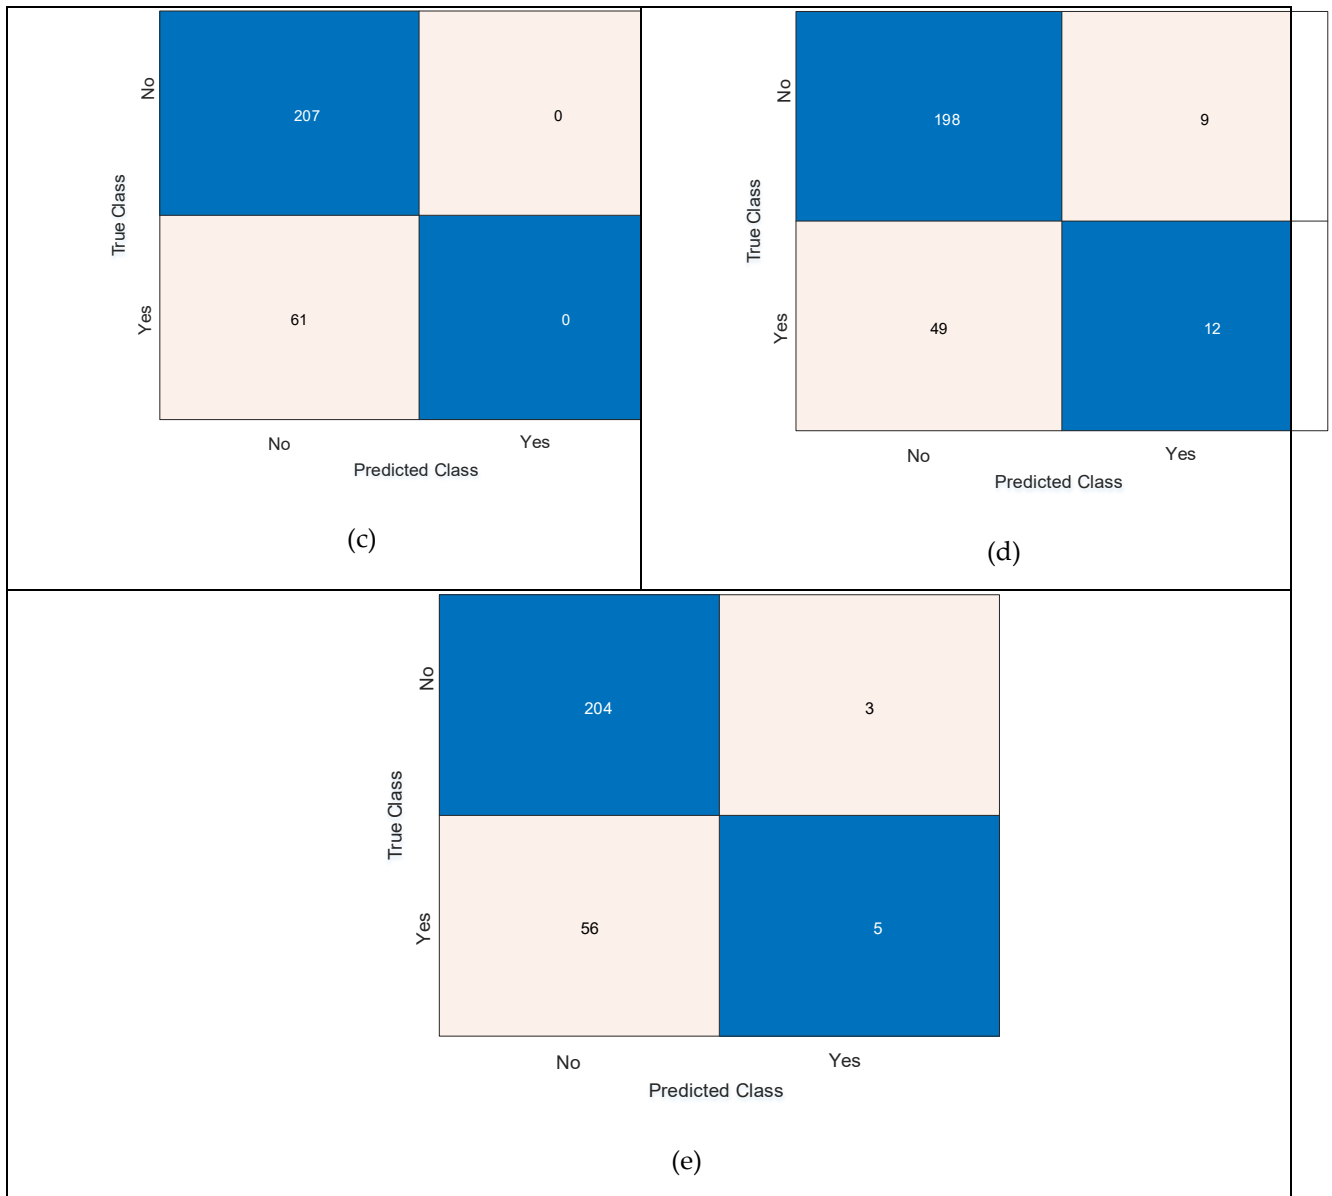 No
207
0
True Class
Yes
61
0
No
Yes
Predicted Class
(c)
No
198
9
True Class
Yes
49
12
No
Yes
Predicted Class
(d)
No
204
3
True Class
Yes
56
5
No
Yes
Predicted Class
(e)